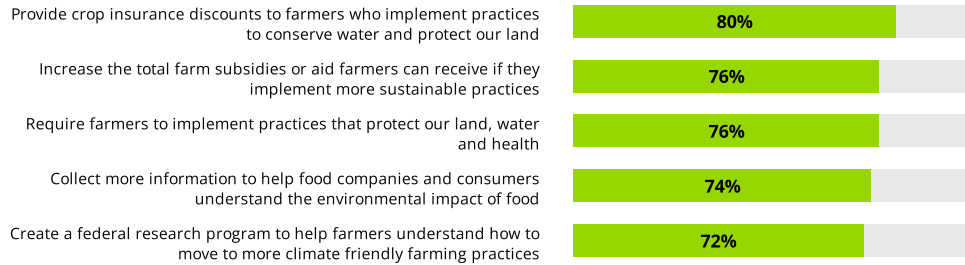 Provide crop insurance discounts to farmers who implement practices
to conserve water and protect our land
80%
Increase the total farm subsidies or aid farmers can receive if they
implement more sustainable practices
76%
Require farmers to implement practices that protect our land, water
and health
76%
Collect more information to help food companies and consumers
understand the environmental impact of food
74%
Create a federal research program to help farmers understand how to
move to more climate friendly farming practices
72%